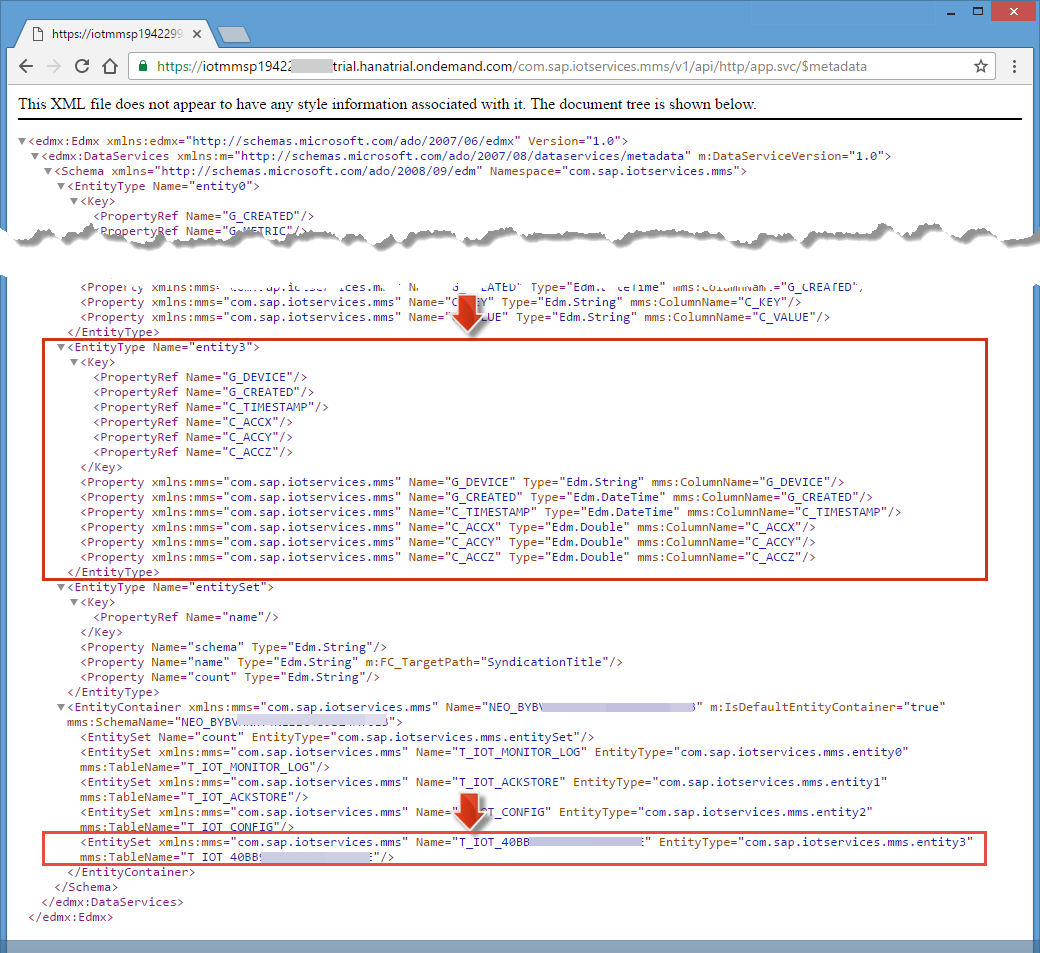 https://iotmmsp1942299
https://iotmmsp19422 trial.hanatrial.ondemand.com/com.sap.iotservices.mms/v1/api/http/app.svc/$metadata
This XML file does not appear to have any style information associated with it. The document tree is shown below.
<edmx:Edmx xmlns:edmx="http://schemas.microsoft.com/ado/2007/06/edmx" Version="1.0">
<edmx:DataServices xmlns:m="http://schemas.microsoft.com/ado/2007/08/dataservices/metadata" m:DataServiceVersion="1.0">
<Schema xmlns="http://schemas.microsoft.com/ado/2008/09/edm" Namespace="com.sap.iotservices.mms">
<EntityType Name="entity0">
<Key>
<PropertyRef Name="G_CREATED"/>
<PropertyRef Name="G_METRIC"/>
<Property xmlns:mms="com.sap.iotservices.mms" Type="Edm.DateTime" mms:ColumnName="G_CREATED"
<Property xmlns:mms="com.sap.iotservices.mms" Name="C_KEY" Type="Edm.String" mms:ColumnName="C_KEY"/>
<Property xmlns:mms="com.sap.iotservices.mms" Name="C_VALUE" Type="Edm.String" mms:ColumnName="C_VALUE"/>
</EntityType>
<EntityType Name="entity3">
<Key>
<PropertyRef Name="G_DEVICE"/>
<PropertyRef Name="G_CREATED"/>
<PropertyRef Name="C_TIMESTAMP"/>
<PropertyRef Name="C_ACCX"/>
<PropertyRef Name="C_ACCY"/>
<PropertyRef Name="C_ACCZ"/>
</Key>
<Property xmlns:mms="com.sap.iotservices.mms" Name="G_DEVICE" Type="Edm.String" mms:ColumnName="G_DEVICE"/>
<Property xmlns:mms="com.sap.iotservices.mms" Name="G_CREATED" Type="Edm.DateTime" mms:ColumnName="G_CREATED"/>
<Property xmlns:mms="com.sap.iotservices.mms" Name="C_TIMESTAMP" Type="Edm.DateTime" mms:ColumnName="C_TIMESTAMP"/>
<Property xmlns:mms="com.sap.iotservices.mms" Name="C_ACCX" Type="Edm.Double" mms:ColumnName="C_ACCX"/>
<Property xmlns:mms="com.sap.iotservices.mms" Name="C_ACCY" Type="Edm.Double" mms:ColumnName="C_ACCY"/>
<Property xmlns:mms="com.sap.iotservices.mms" Name="C_ACCZ" Type="Edm.Double" mms:ColumnName="C_ACCZ"/>
</EntityType>
<EntityType Name="entitySet">
<Key>
<PropertyRef Name="name"/>
</Key>
<Property Name="schema" Type="Edm.String"/>
<Property Name="name" Type="Edm.String" m:FC_TargetPath="SyndicationTitle"/>
<Property Name="count" Type="Edm.String"/>
</EntityType>
<EntityContainer xmlns:mms="com.sap.iotservices.mms" Name="NEO_BYBV " m:IsDefaultEntityContainer="true"
mms:SchemaName="NEO_BYBV ">
<EntitySet Name="count" EntityType="com.sap.iotservices.mms.entitySet"/>
<EntitySet xmlns:mms="com.sap.iotservices.mms" Name="T_IOT_MONITOR_LOG" EntityType="com.sap.iotservices.mms.entity0"
mms:TableName="T_IOT_MONITOR_LOG"/>
<EntitySet xmlns:mms="com.sap.iotservices.mms" Name="T_IOT_ACKSTORE" EntityType="com.sap.iotservices.mms.entity1"
mms:TableName="T_IOT_ACKSTORE"/>
<EntitySet xmlns:mms="com.sap.iotservices.mms" Name="T_IOT_CONFIG" EntityType="com.sap.iotservices.mms.entity2"
mms:TableName="T_IOT_CONFIG"/>
<EntitySet xmlns:mms="com.sap.iotservices.mms" Name="T_IOT_40BB E" EntityType="com.sap.iotservices.mms.entity3"
mms:TableName="T_IOT_40BB9 E"/>
</EntityContainer>
</Schema>
</edmx:DataServices>
</edmx:Edmx>